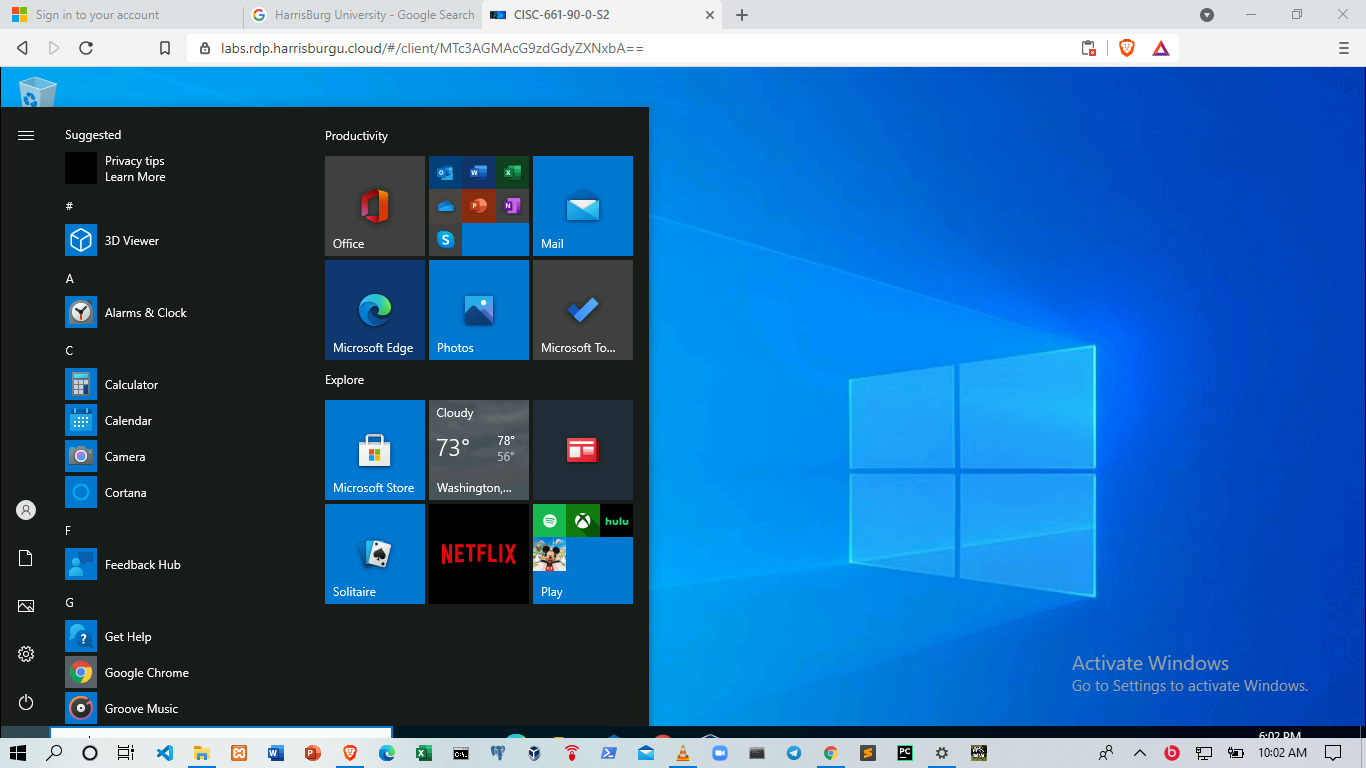 Sign in to your account
HarrisBurg University - Google Search
CISC-661-90-0-S2
labs.rdp.harrisburgu.cloud/#/client/MTc3AGMAcG9zdGdyZXNxbA==
Suggested
Privacy tips
Learn More
#
3D Viewer
A
Alarms & Clock
C
Calculator
Calendar
Camera
Cortana
F
Feedback Hub
G
Get Help
Google Chrome
Groove Music
Productivity
Office
Mail
Microsoft Edge
Photos
Microsoft To...
Explore
Microsoft Store
Cloudy
73°
78°
56°
Washington,...
Solitaire
NETFLIX
hulu
Play
Activate Windows
Go to Settings to activate Windows.
6:02 PM
10:02 AM